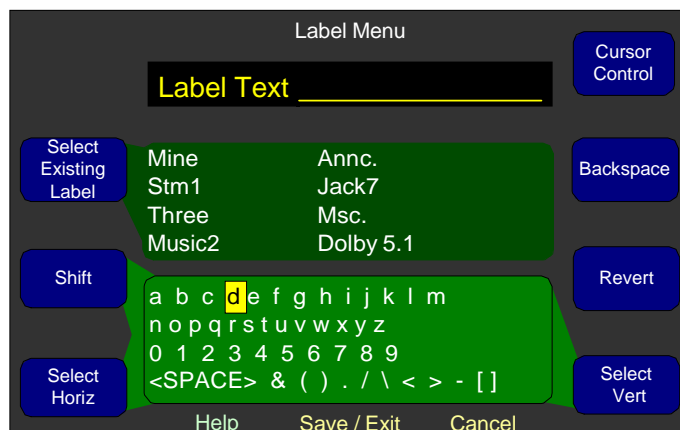 Label Menu
Cursor
Control
Label Text _______________
Select
Existing
Label
Mine Annc.
Stm1 Jack7
Three Msc.
Music2 Dolby 5.1
Backspace
Shift
Revert
a b c d e f g h i j k l m
n o p q r s t u v w x y z
0 1 2 3 4 5 6 7 8 9
<SPACE> & ( ) . / \ < > - [ ]
Select
Horiz
Select
Vert
Help Save / Exit Cancel